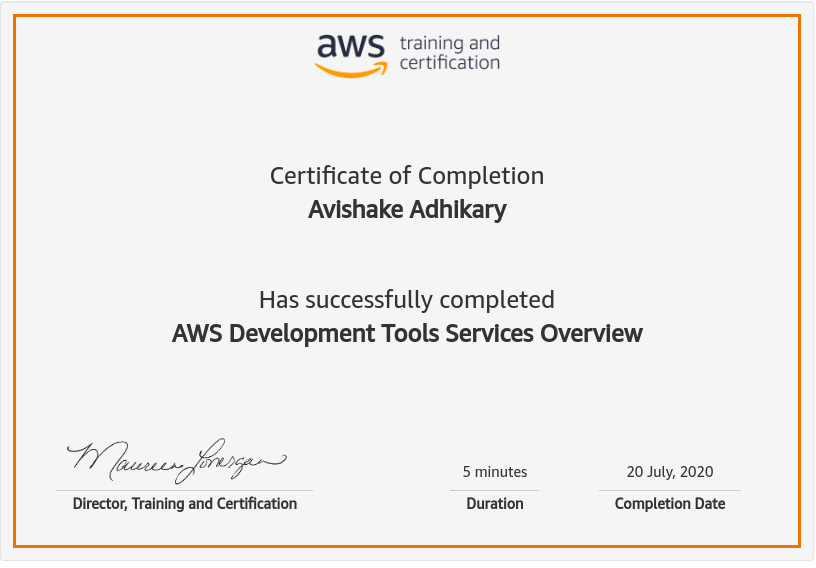 aws training and
certification
Certificate of Completion
Avishake Adhikary
Has successfully completed
AWS Development Tools Services Overview
Maureen Lonergan
5 minutes
20 July, 2020
Director, Training and Certification
Duration
Completion Date